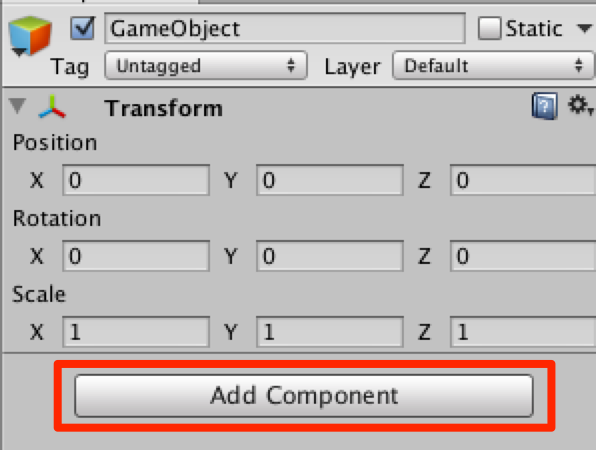 GameObject Static
Tag Untagged Layer Default
Transform
Position
X 0 Y 0 Z 0
Rotation
X 0 Y 0 Z 0
Scale
X 1 Y 1 Z 1
Add Component